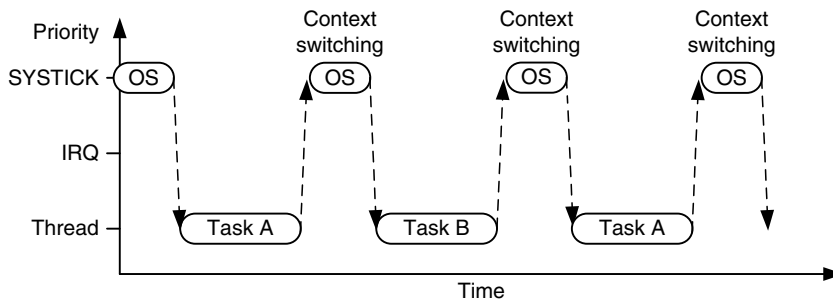 Priority
Context
switching
Context
switching
Context
switching
SYSTICK
OS
OS
OS
OS
IRQ
Thread
Task A
Task B
Task A
Time